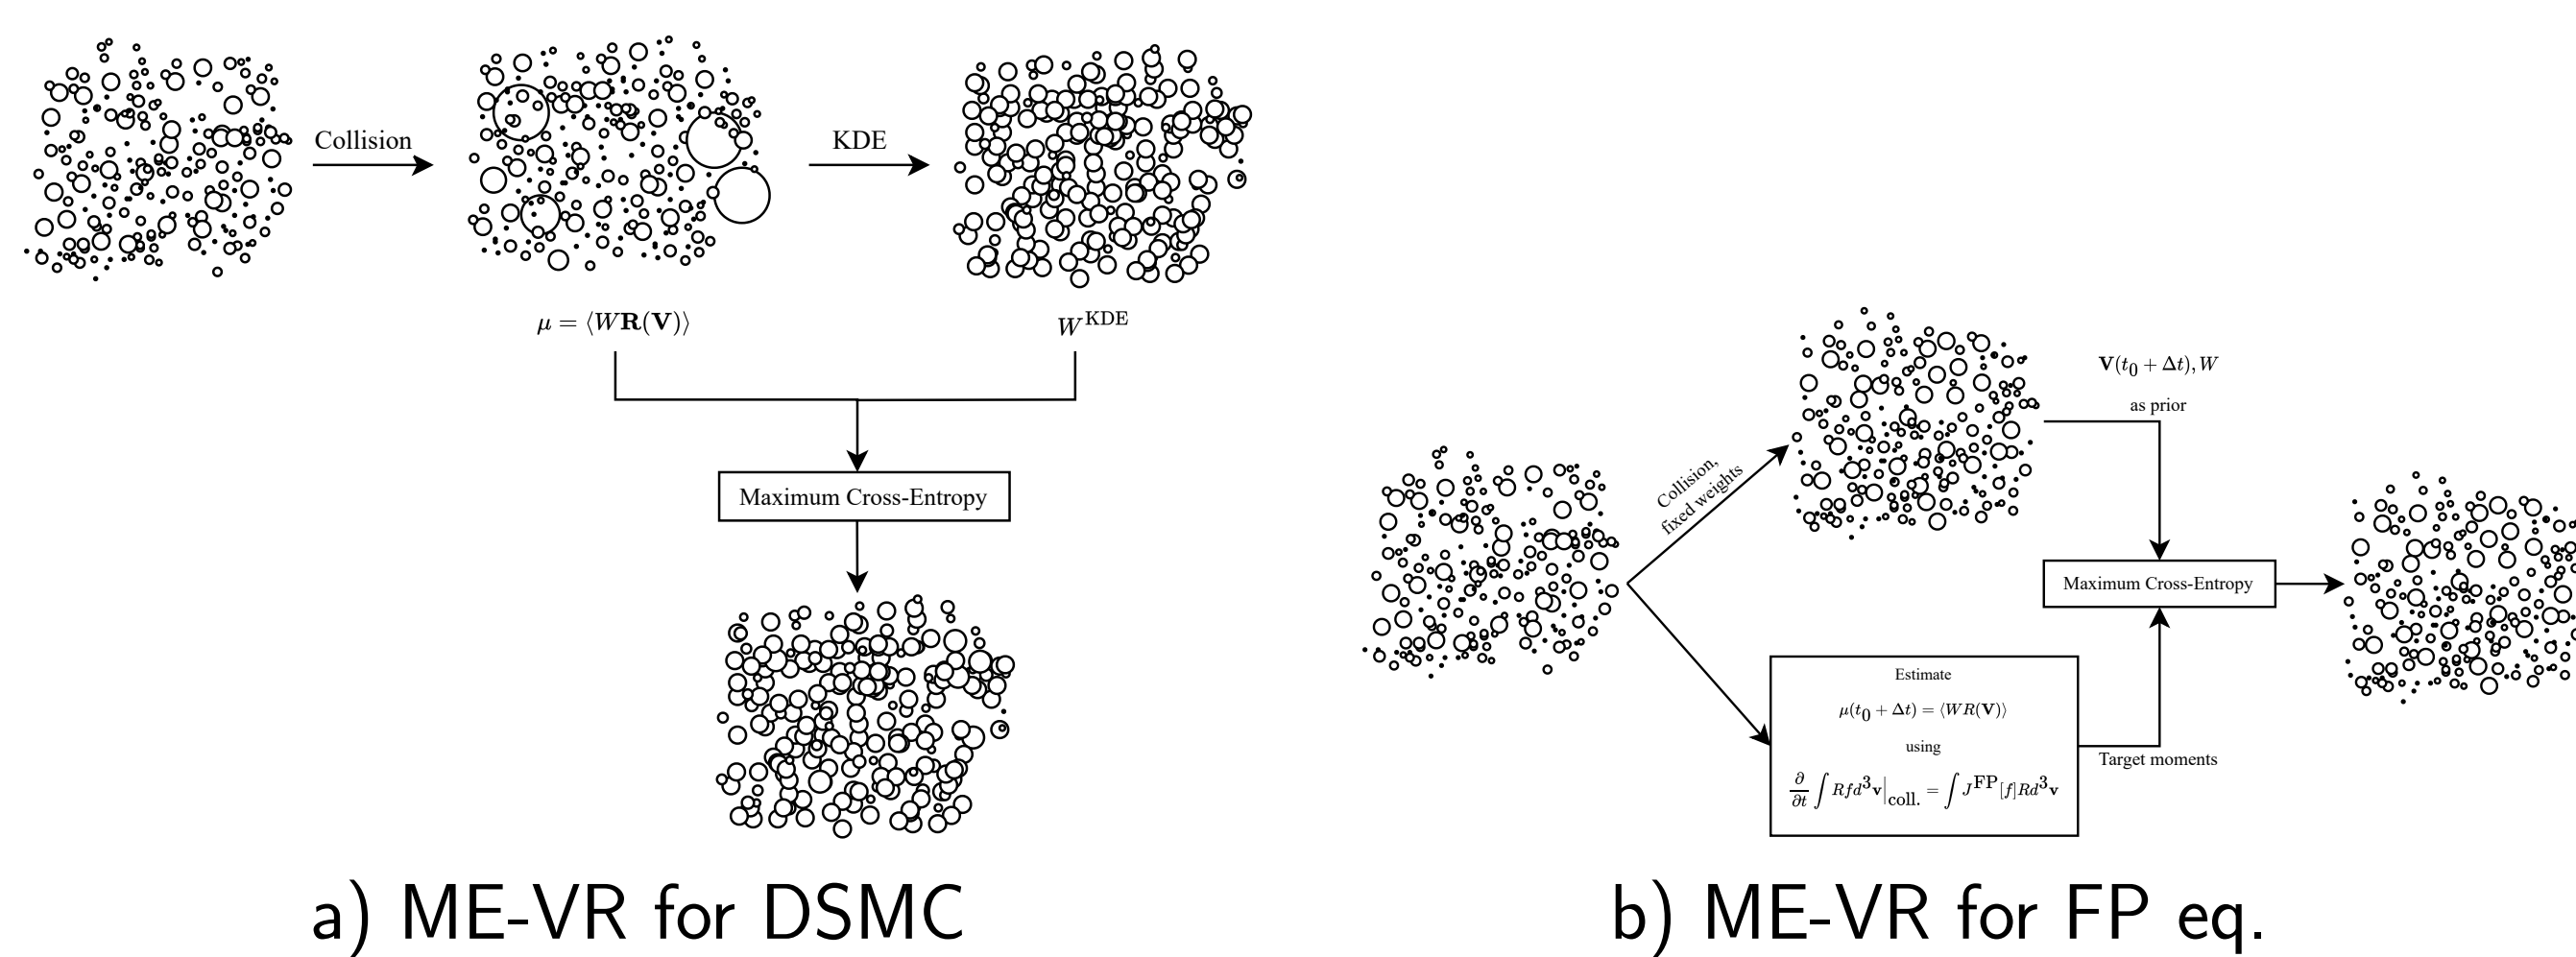 Collision
KDE
μ = ⟨W𝐑(𝐕)⟩
W^KDE
Maximum Cross-Entropy
a) ME-VR for DSMC
Collision,
fixed weights
𝐕(t₀ + Δt), W
as prior
Maximum Cross-Entropy
Estimate
μ(t₀ + Δt) = ⟨WR(𝐕)⟩
using
∂/∂t ∫ Rfd³𝐯|coll. = ∫ J^FP[f]Rd³𝐯
Target moments
b) ME-VR for FP eq.